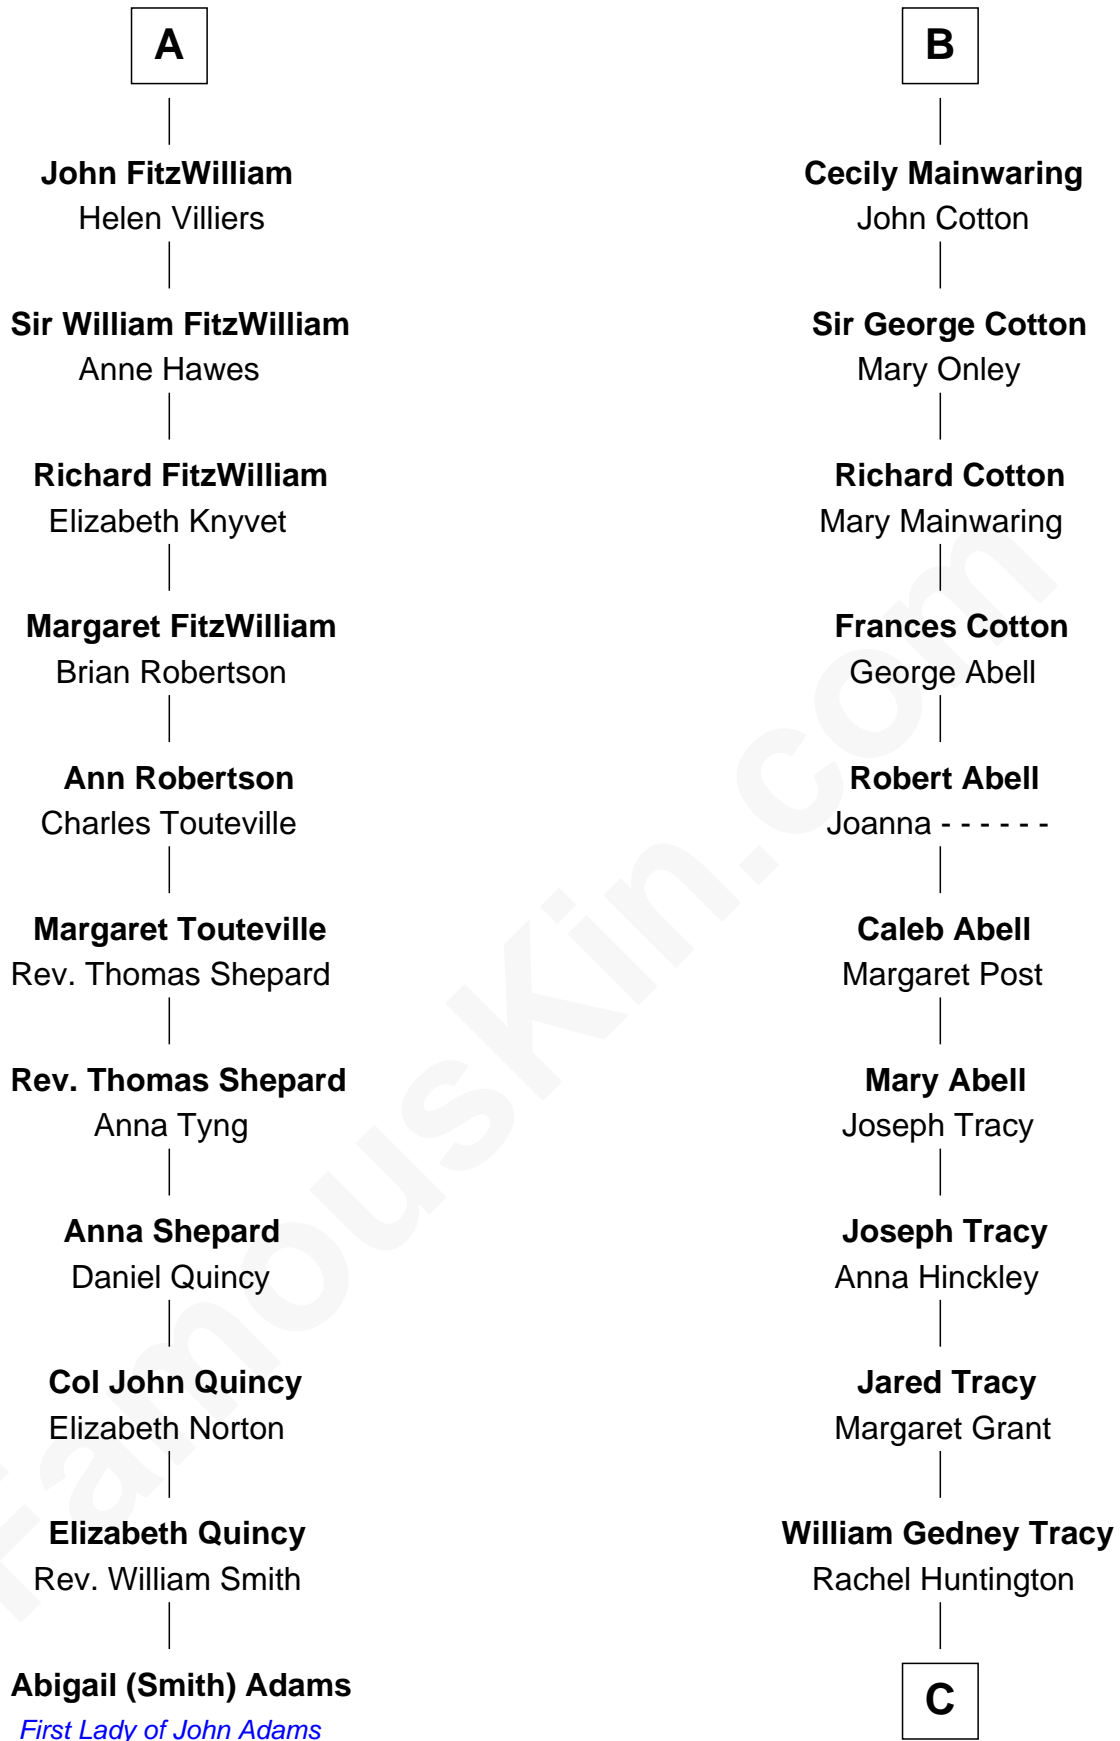 A
John FitzWilliam
Helen Villiers
Sir William FitzWilliam
Anne Hawes
Richard FitzWilliam
Elizabeth Knyvet
Margaret FitzWilliam
Brian Robertson
Ann Robertson
Charles Touteville
Margaret Touteville
Rev. Thomas Shepard
Rev. Thomas Shepard
Anna Tyng
Anna Shepard
Daniel Quincy
Col John Quincy
Elizabeth Norton
Elizabeth Quincy
Rev. William Smith
Abigail (Smith) Adams
First Lady of John Adams
B
Cecily Mainwaring
John Cotton
Sir George Cotton
Mary Onley
Richard Cotton
Mary Mainwaring
Frances Cotton
George Abell
Robert Abell
Joanna - - - - - -
Caleb Abell
Margaret Post
Mary Abell
Joseph Tracy
Joseph Tracy
Anna Hinckley
Jared Tracy
Margaret Grant
William Gedney Tracy
Rachel Huntington
C
FamousKin.com